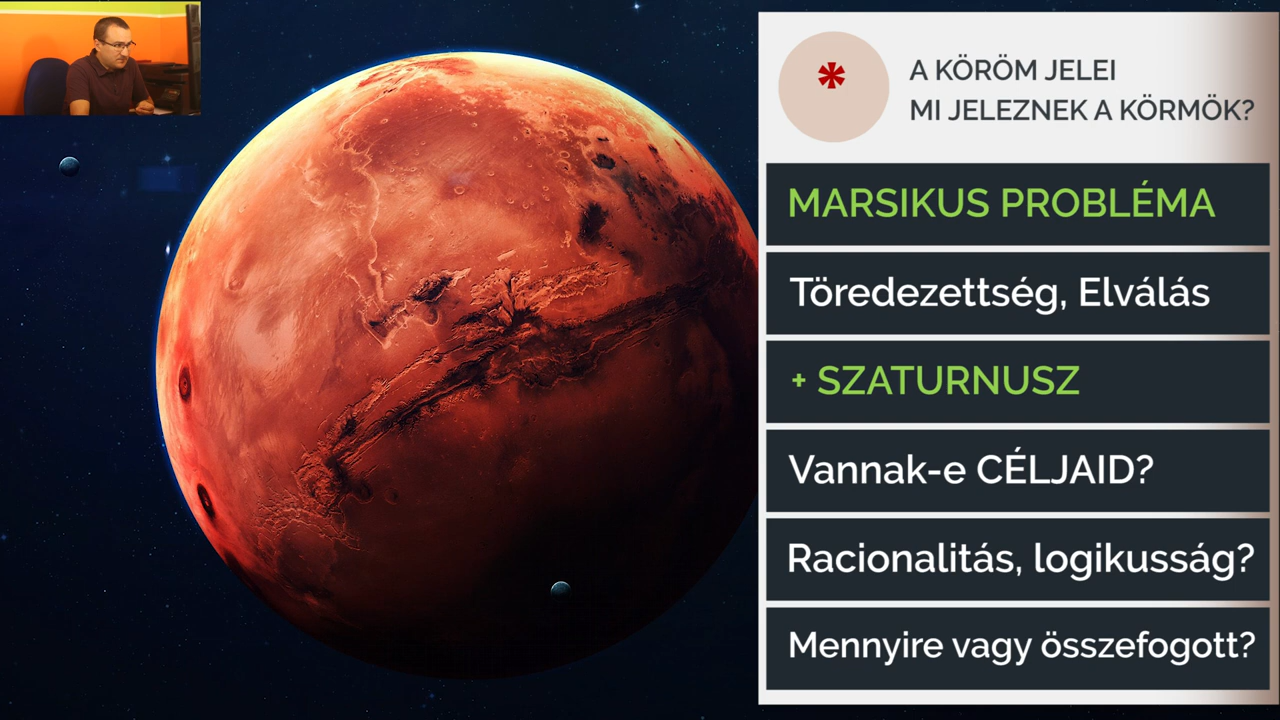 *
A KÖRÖM JELEI
MI JELEZNEK A KÖRMÖK?
MARSIKUS PROBLÉMA
Töredezettség, Elválás
+ SZATURNUSZ
Vannak-e CÉLJAID?
Racionalitás, logikusság?
Mennyire vagy összefogott?